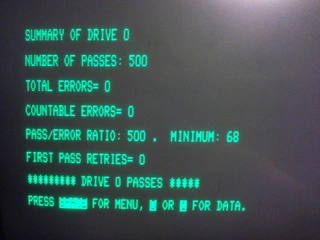 SUMMARY OF DRIVE 0
NUMBER OF PASSES: 500
TOTAL ERRORS= 0
COUNTABLE ERRORS= 0
PASS/ERROR RATIO: 500 . MINIMUM: 68
FIRST PASS RETRIES= 0
********* DRIVE 0 PASSES *****
PRESS FOR MENU, OR FOR DATA.